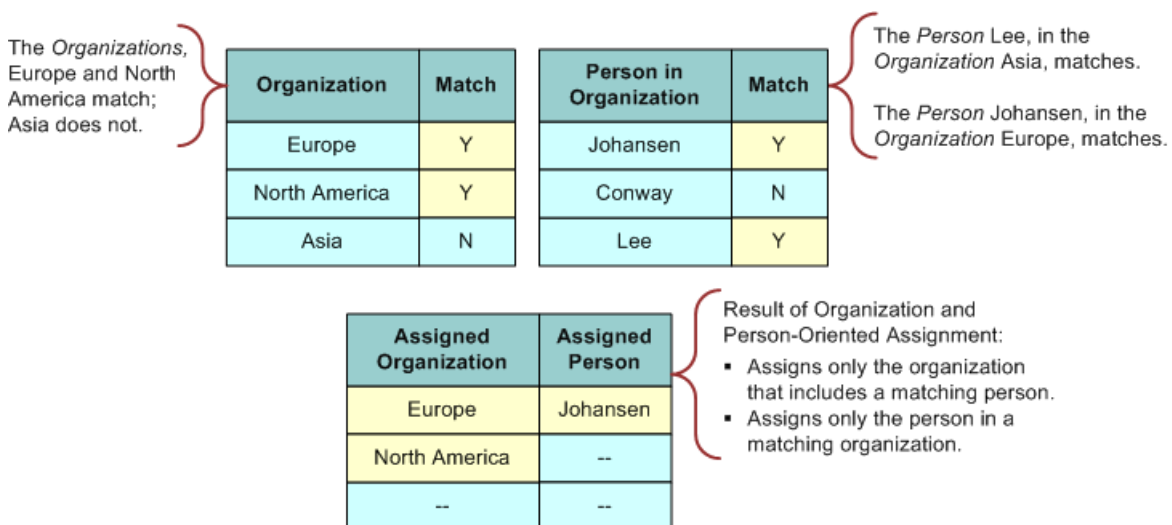 The Organizations,
Europe and North
America match;
Asia does not.
Organization Match
Europe Y
North America Y
Asia N
Person in
Organization Match
Johansen Y
Conway N
Lee Y
The Person Lee, in the
Organization Asia, matches.
The Person Johansen, in the
Organization Europe, matches.
Assigned Assigned
Organization Person
Europe Johansen
North America --
-- --
Result of Organization and
Person-Oriented Assignment:
▪ Assigns only the organization
that includes a matching person.
▪ Assigns only the person in a
matching organization.